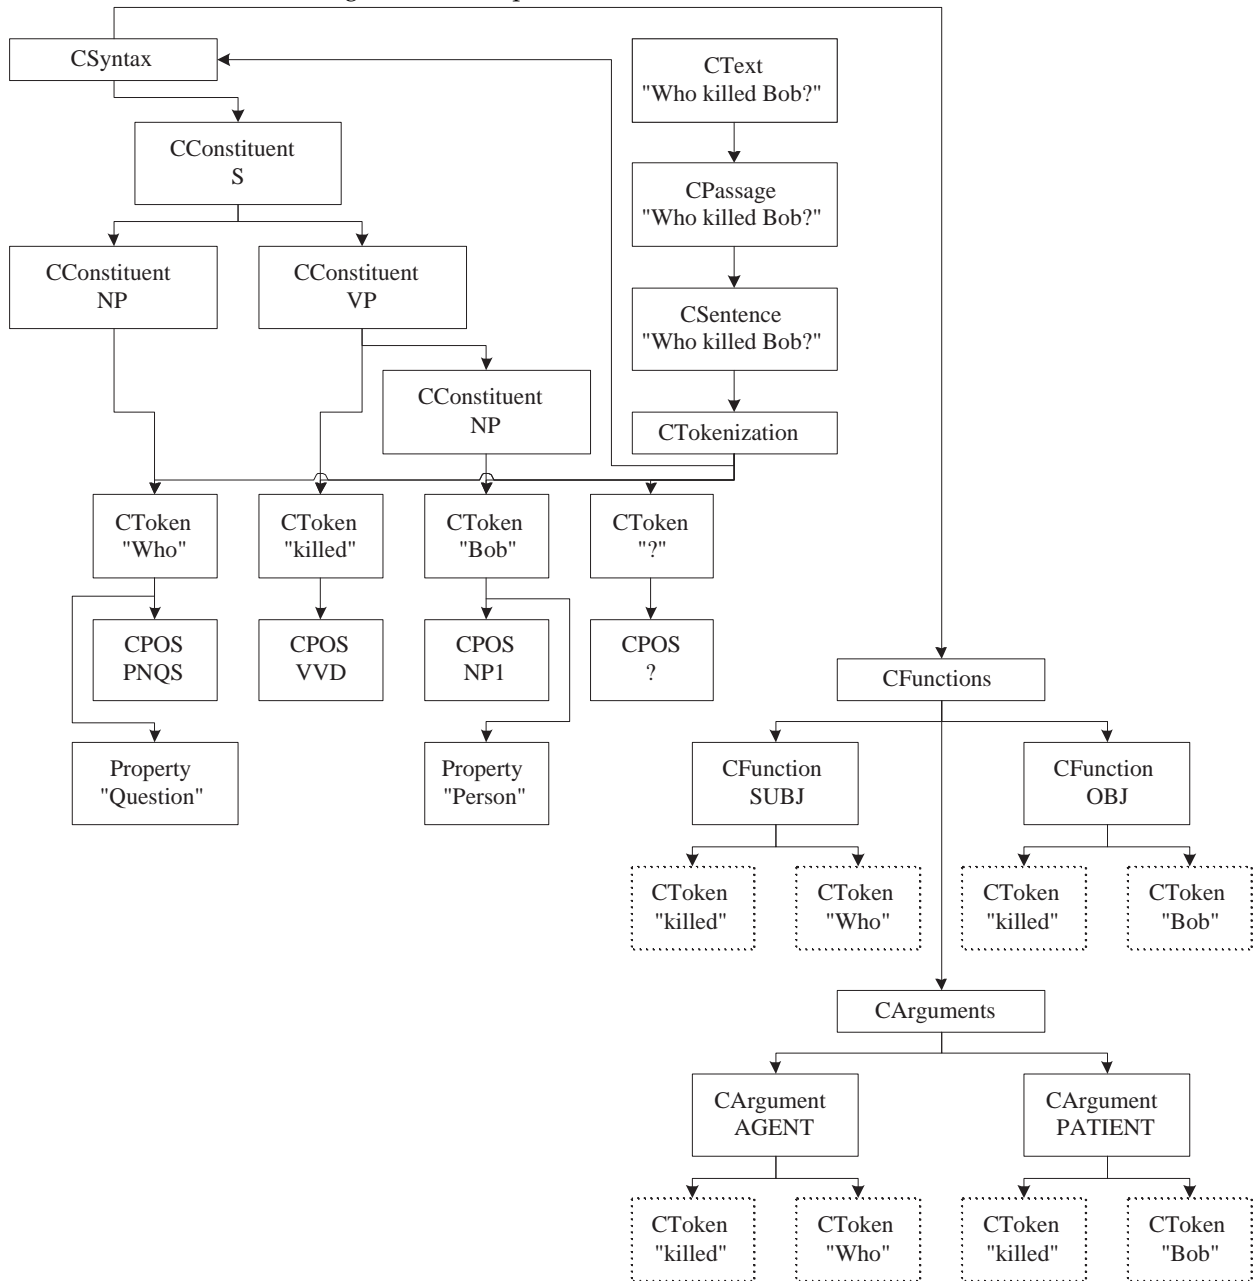 CSyntax
CText
"Who killed Bob?"
CConstituent
S
CPassage
"Who killed Bob?"
CConstituent
NP
CConstituent
VP
CSentence
"Who killed Bob?"
CConstituent
NP
CTokenization
CToken
"Who"
CToken
"killed"
CToken
"Bob"
CToken
"?"
CPOS
PNQS
CPOS
VVD
CPOS
NP1
CPOS
?
CFunctions
Property
"Question"
Property
"Person"
CFunction
SUBJ
CFunction
OBJ
CToken
"killed"
CToken
"Who"
CToken
"killed"
CToken
"Bob"
CArguments
CArgument
AGENT
CArgument
PATIENT
CToken
"killed"
CToken
"Who"
CToken
"killed"
CToken
"Bob"